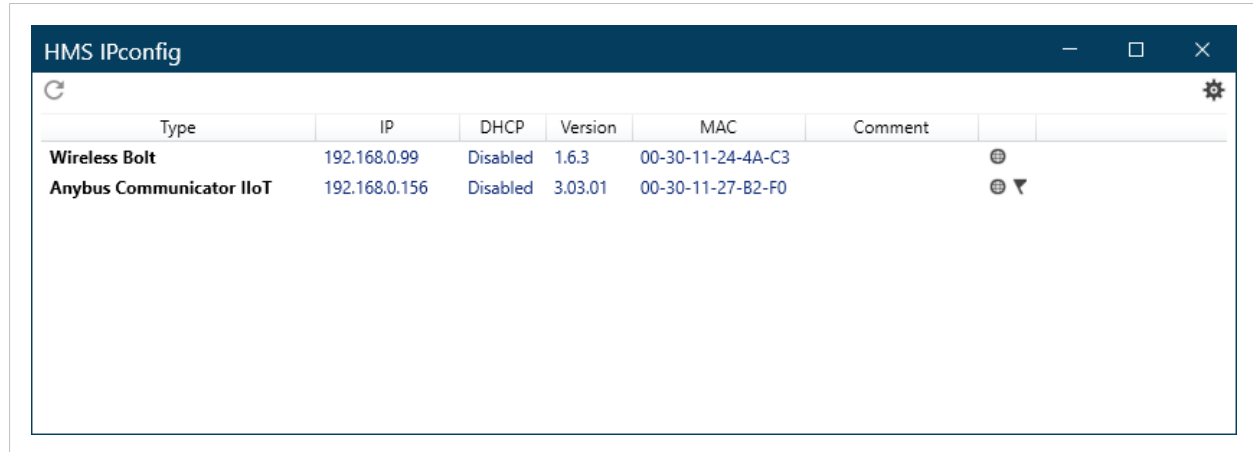 HMS IPconfig
Type IP DHCP Version MAC Comment
Wireless Bolt 192.168.0.99 Disabled 1.6.3 00-30-11-24-4A-C3
Anybus Communicator IIoT 192.168.0.156 Disabled 3.03.01 00-30-11-27-B2-F0